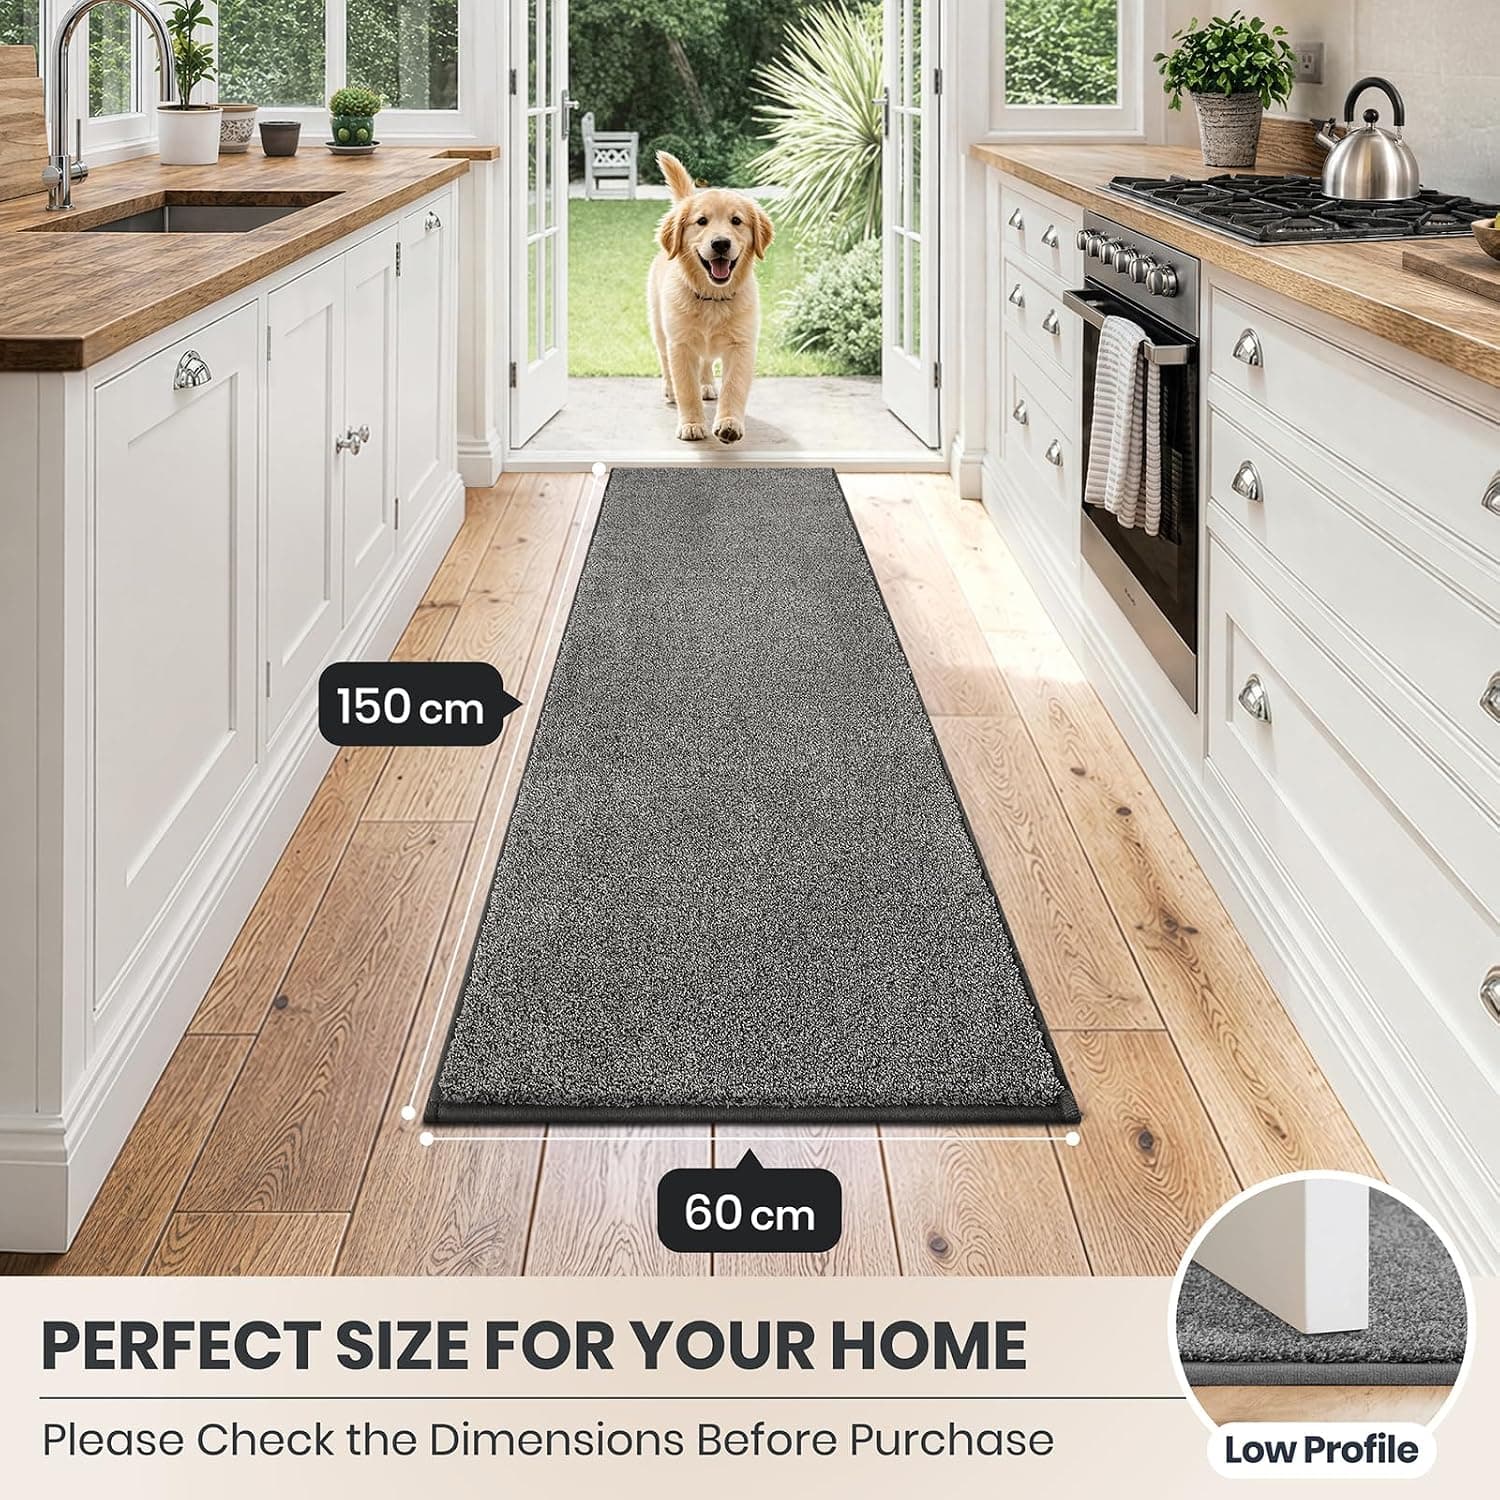 150 cm
60 cm
PERFECT SIZE FOR YOUR HOME
Please Check the Dimensions Before Purchase
Low Profile